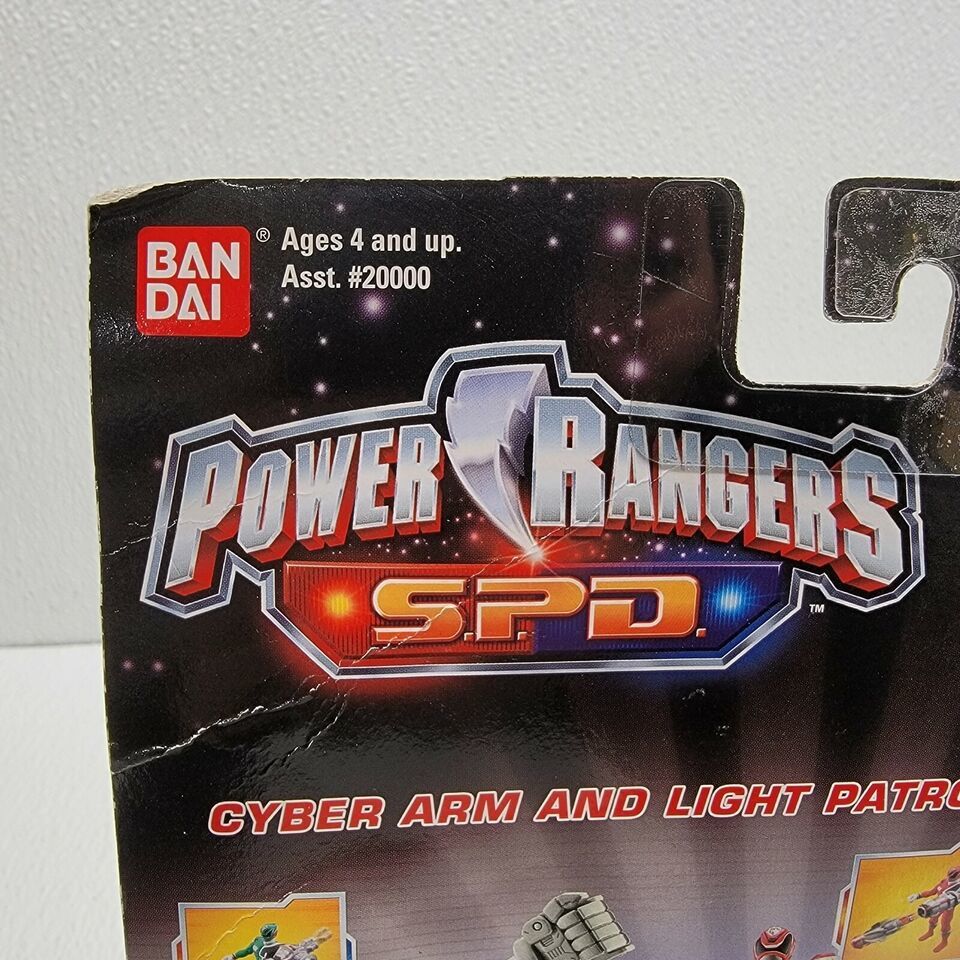 BAN
DAI
®
Ages 4 and up.
Asst. #20000
POWER RANGERS
S.P.D.
™
CYBER ARM AND LIGHT PATRO